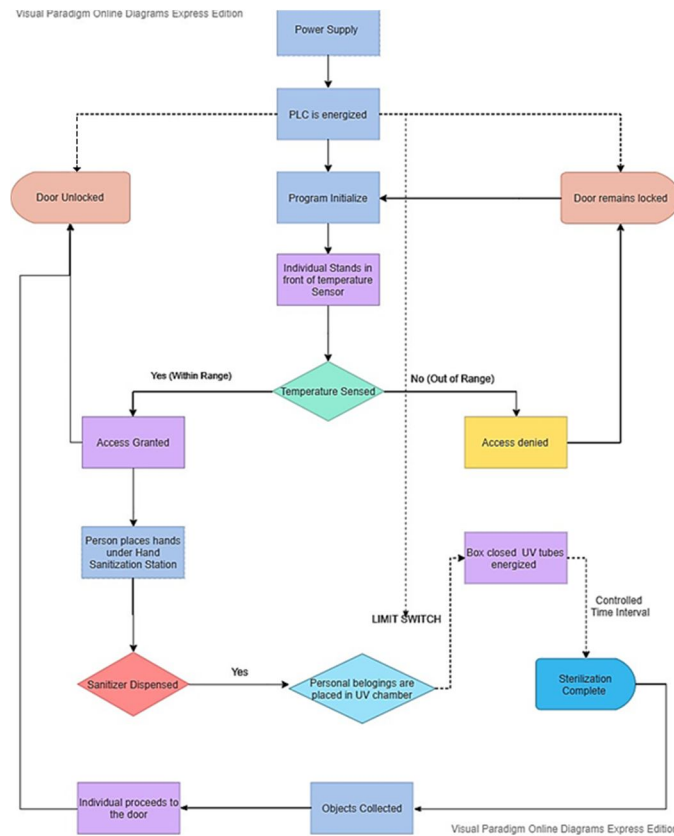 Visual Paradigm Online Diagrams Express Edition
Power Supply
PLC is energized
Door Unlocked
Program Initialize
Door remains locked
Individual Stands in
front of temperature
Sensor
Yes (Within Range)
Temperature Sensed
No (Out of Range)
Access Granted
Access denied
Person places hands
under Hand
Sanitization Station
Box closed UV tubes
energized
Controlled
Time Interval
LIMIT SWITCH
Sanitizer Dispensed
Yes
Personal belogings are
placed in UV chamber
Sterilization
Complete
Individual proceeds to
the door
Objects Collected
Visual Paradigm Online Diagrams Express Edition